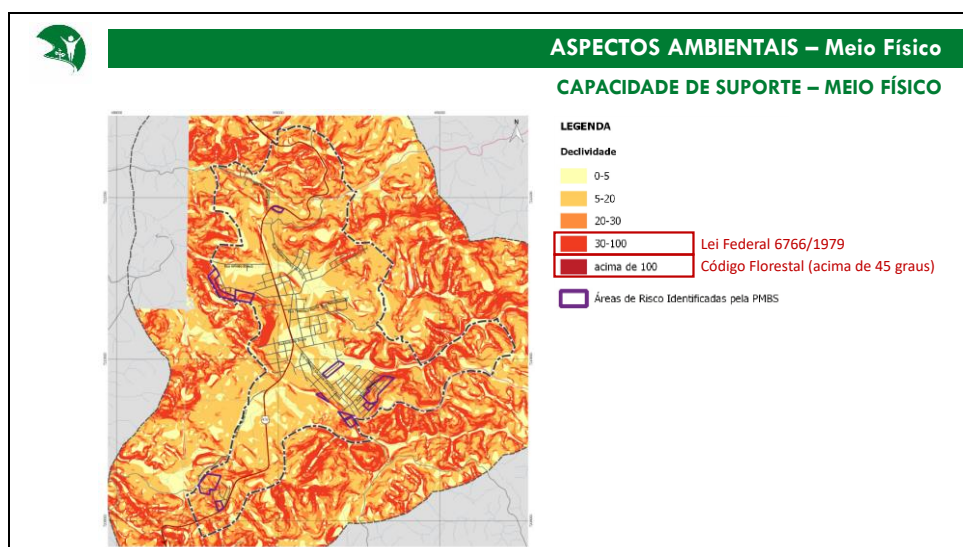 ASPECTOS AMBIENTAIS – Meio Físico
CAPACIDADE DE SUPORTE – MEIO FÍSICO
LEGENDA
Declividade
0-5
5-20
20-30
30-100 Lei Federal 6766/1979
acima de 100 Código Florestal (acima de 45 graus)
Áreas de Risco Identificadas pela PMBS